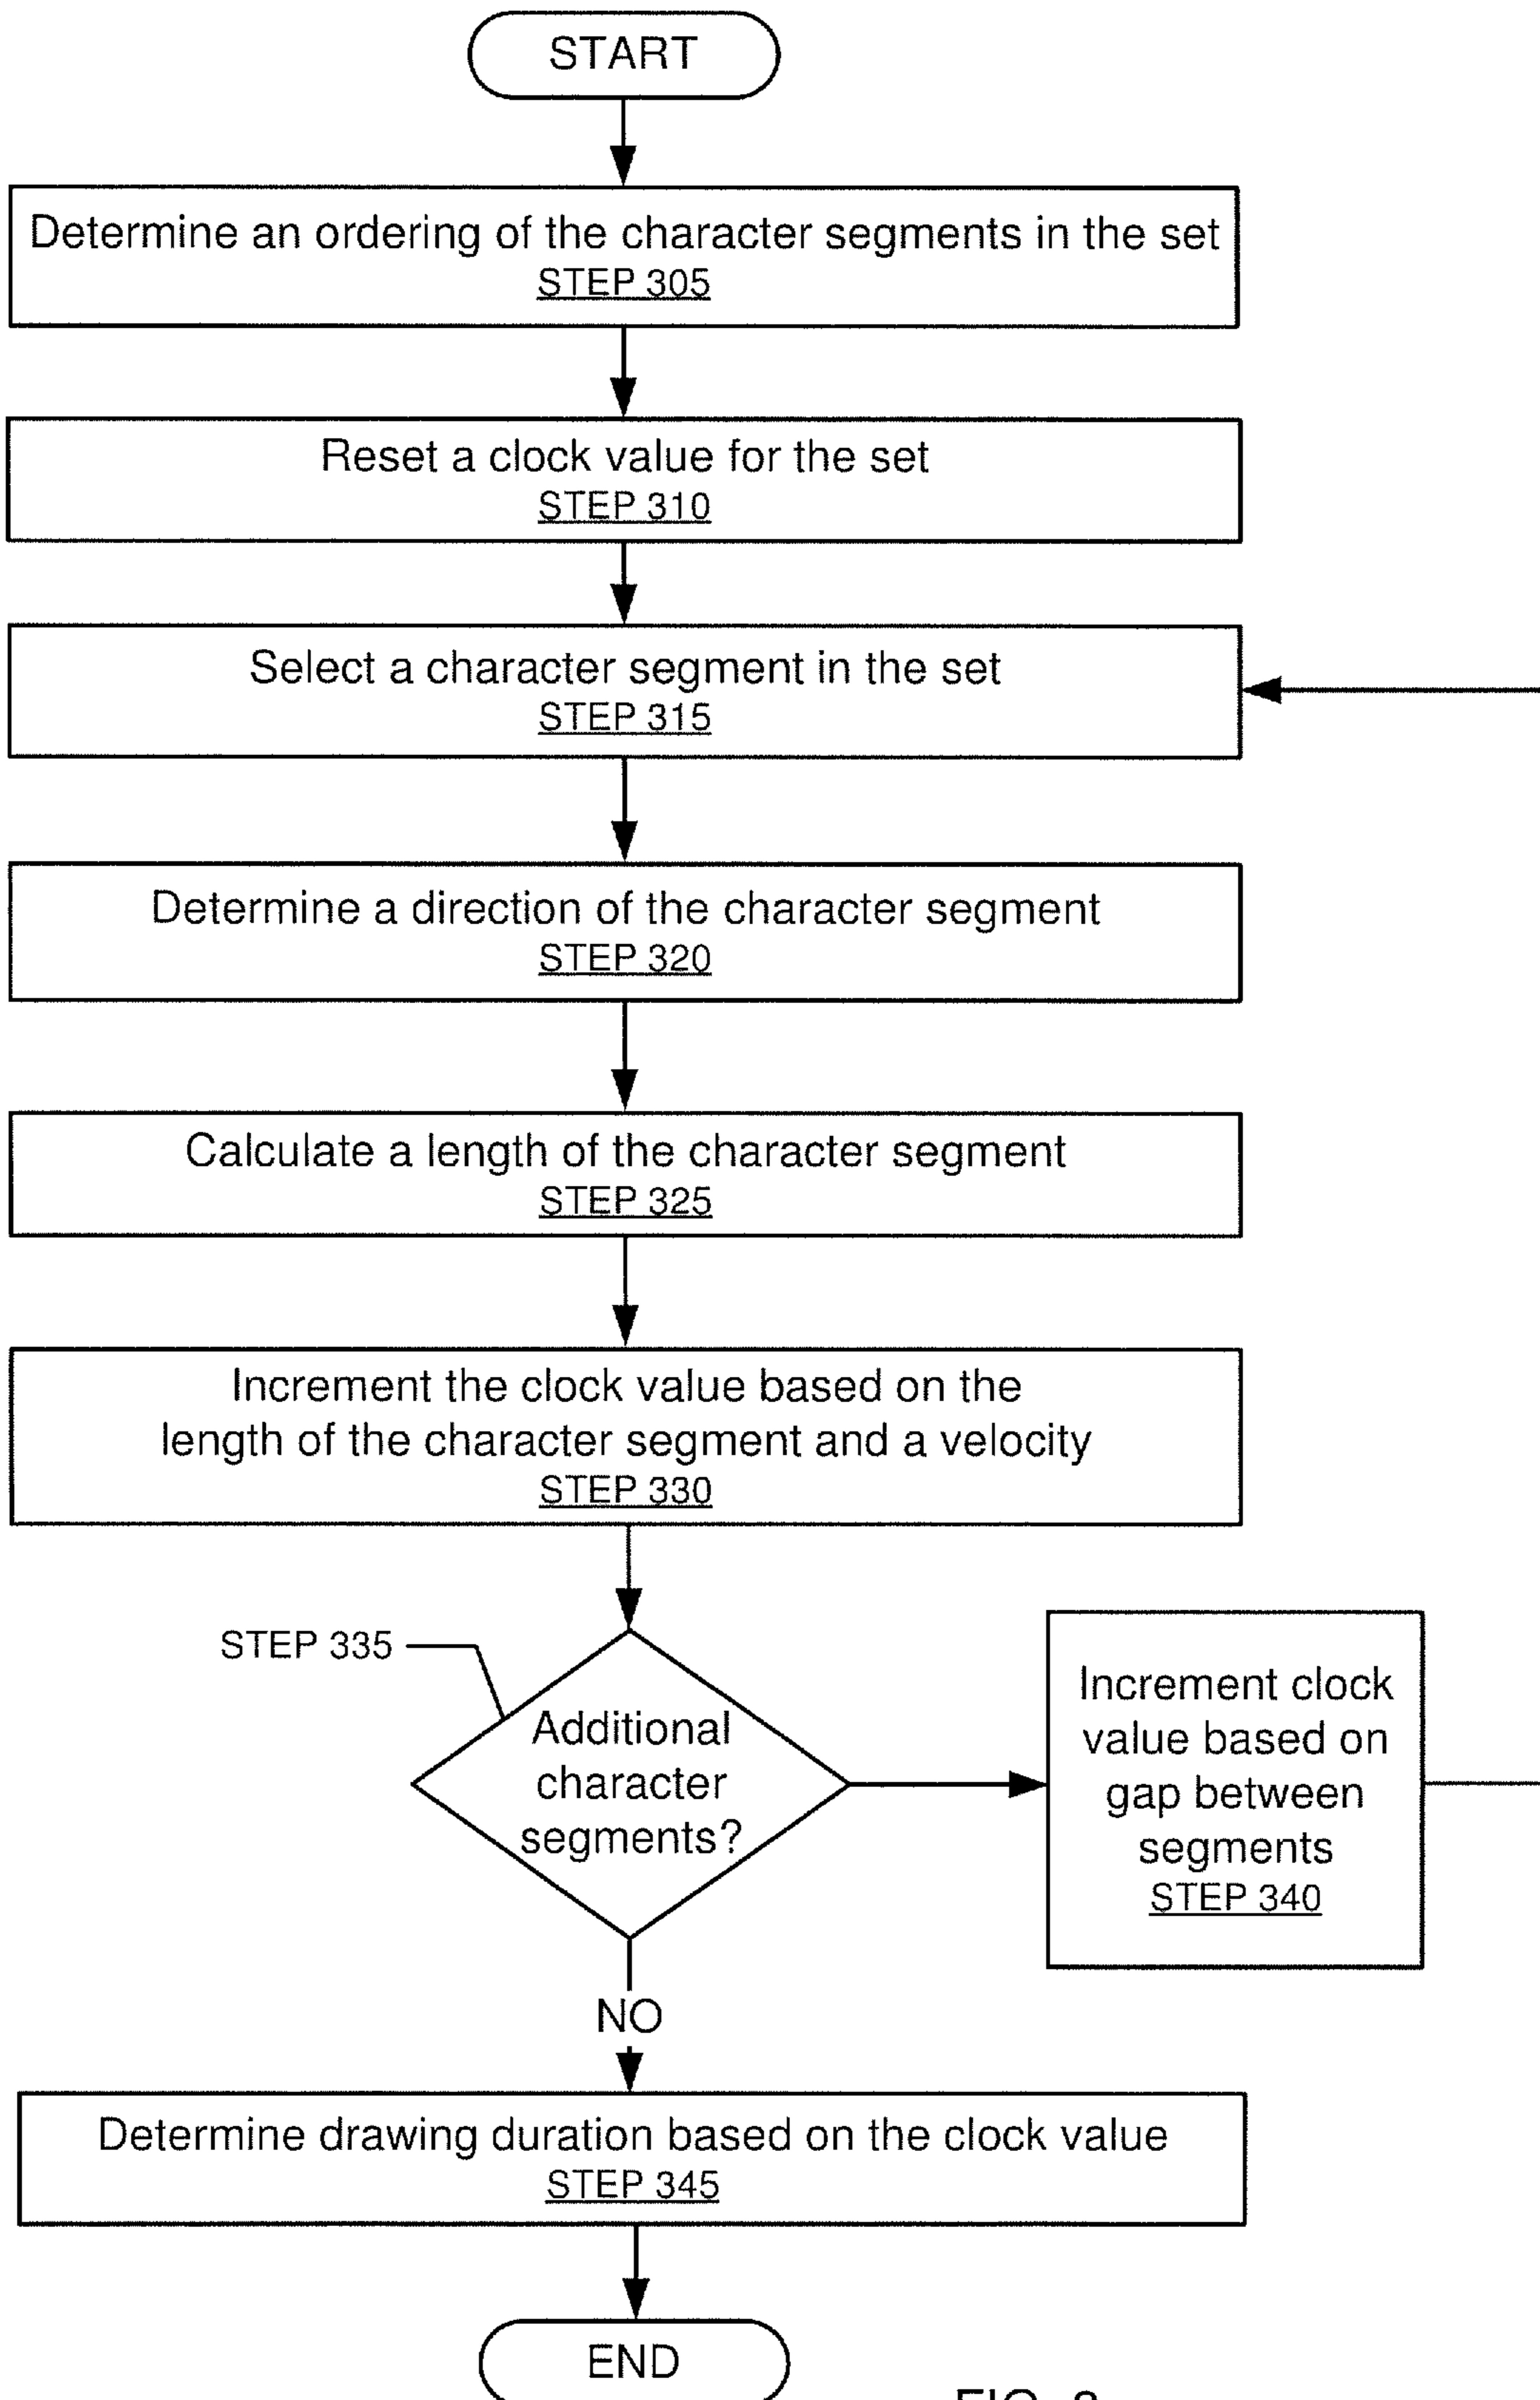 START
Determine an ordering of the character segments in the set
STEP 305
Reset a clock value for the set
STEP 310
Select a character segment in the set
STEP 315
Determine a direction of the character segment
STEP 320
Calculate a length of the character segment
STEP 325
Increment the clock value based on the
length of the character segment and a velocity
STEP 330
STEP 335
Additional
character
segments?
Increment clock
value based on
gap between
segments
STEP 340
NO
Determine drawing duration based on the clock value
STEP 345
END